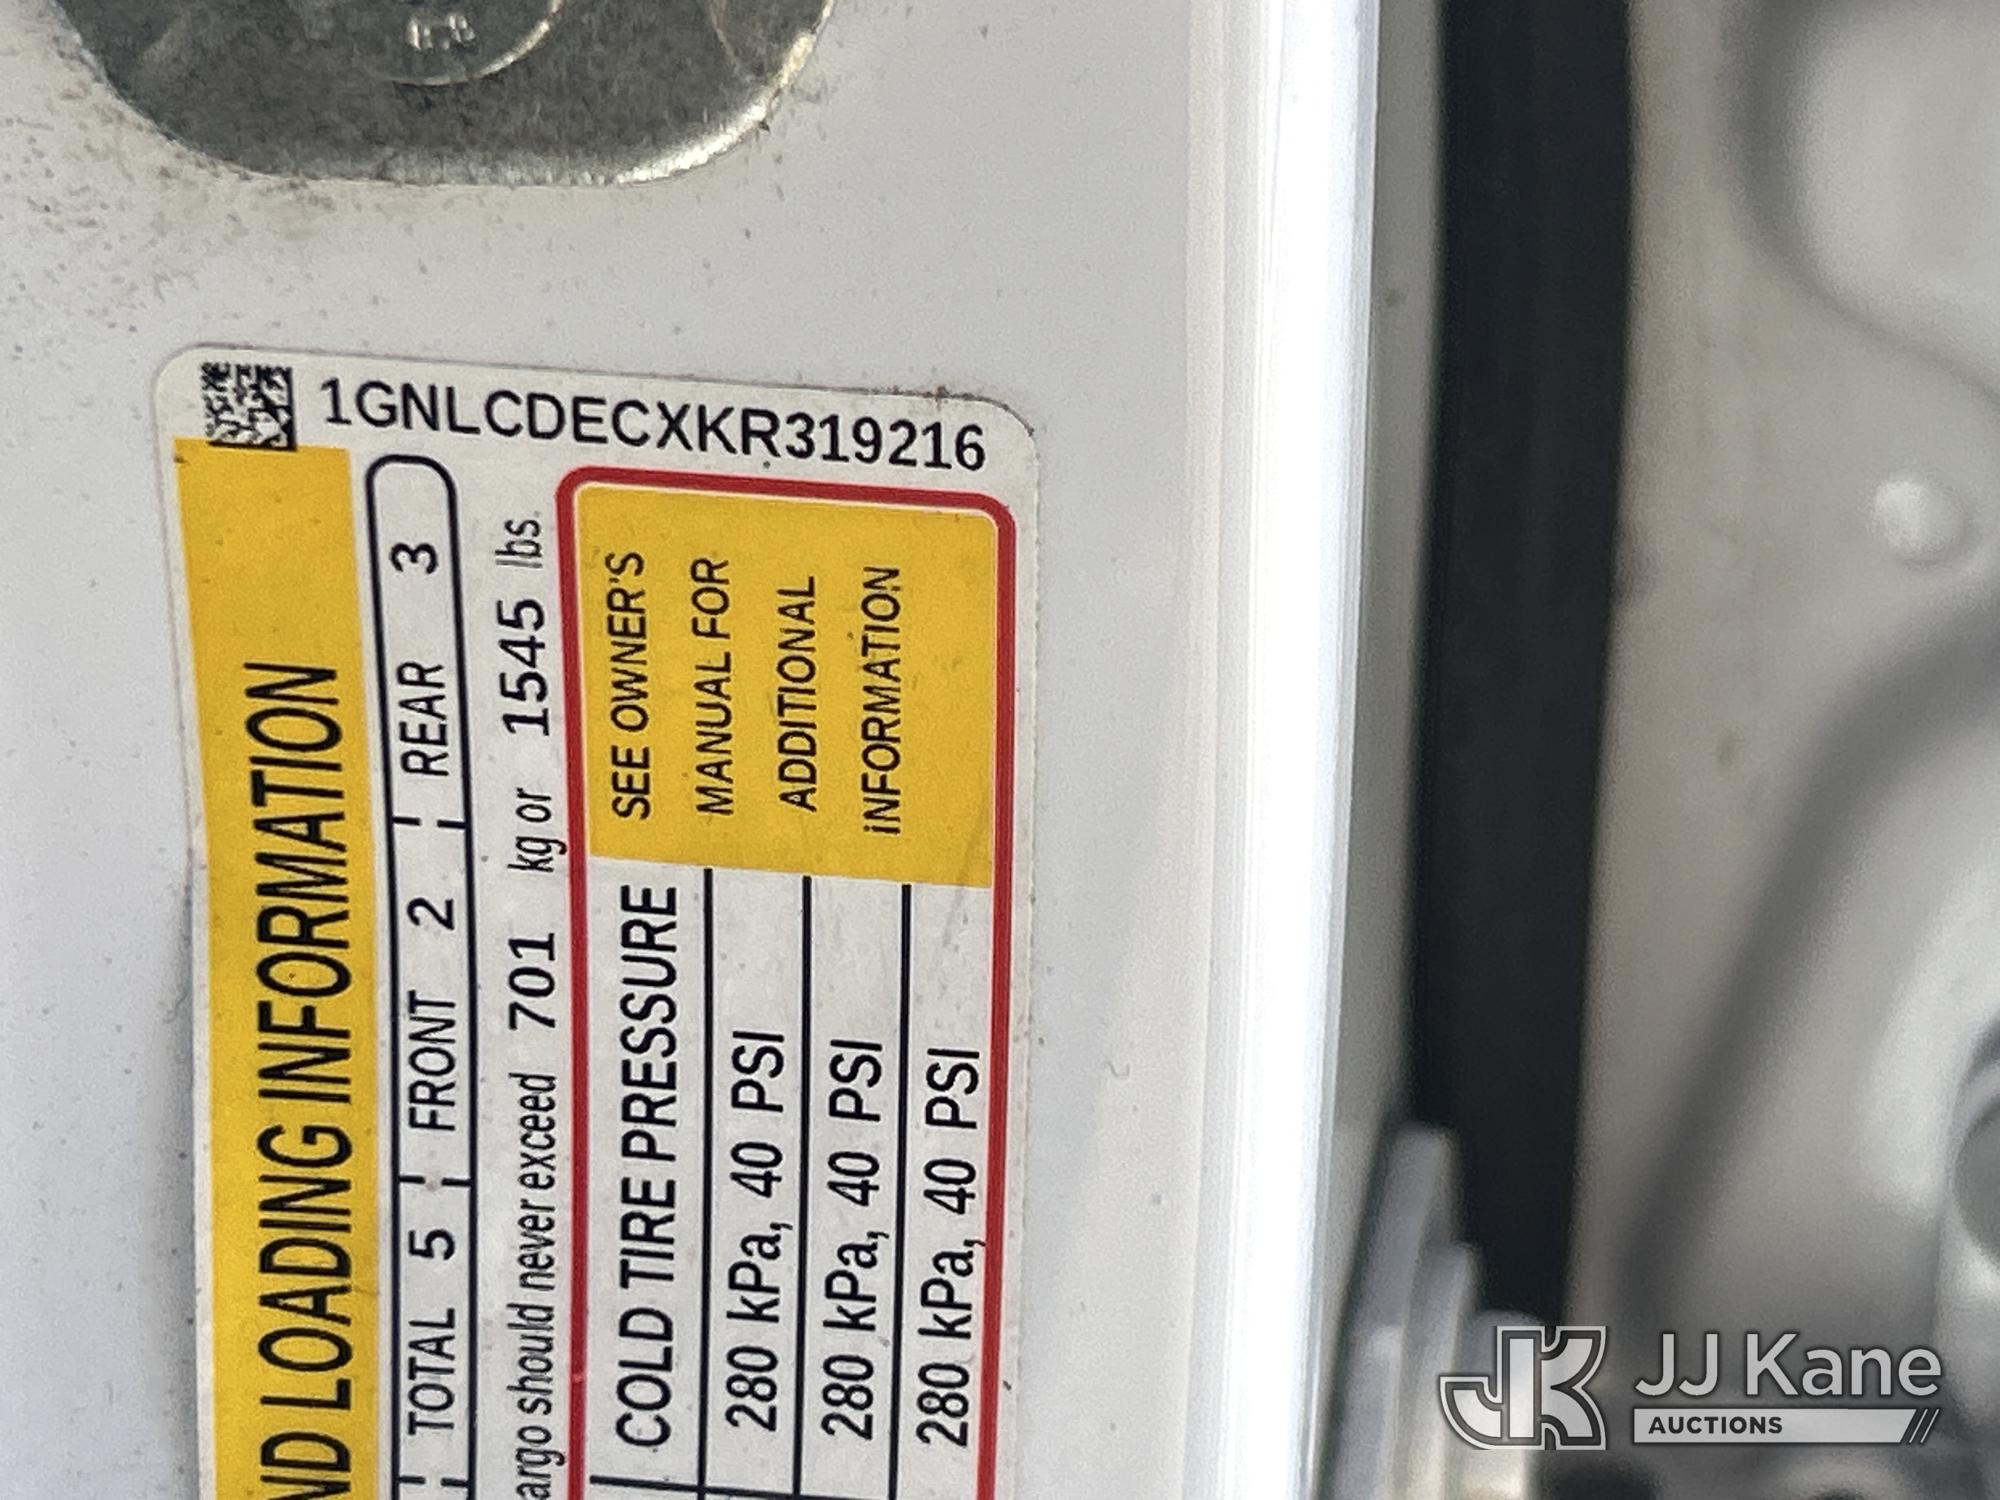 1GNLCDECXKR319216
ND LOADING INFORMATION
TOTAL 5 FRONT 2 REAR 3
argo should never exceed 701 kg or 1545 lbs.
COLD TIRE PRESSURE
280 kPa, 40 PSI
280 kPa, 40 PSI
280 kPa, 40 PSI
SEE OWNER'S
MANUAL FOR
ADDITIONAL
iNFORMATION
JJ Kane
AUCTIONS